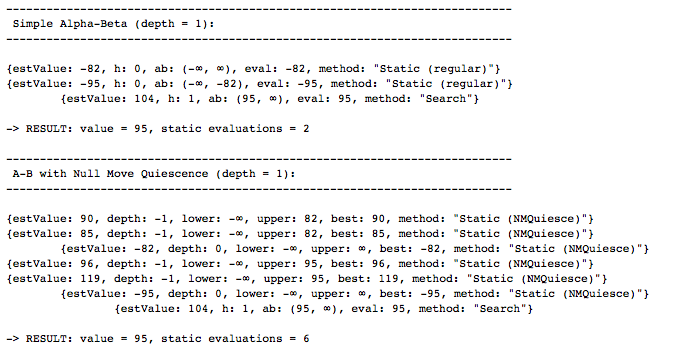 --------------------------------------------------------------------------
Simple Alpha-Beta (depth = 1):
--------------------------------------------------------------------------
{estValue: -82, h: 0, ab: (-∞, ∞), eval: -82, method: "Static (regular)"}
{estValue: -95, h: 0, ab: (-∞, -82), eval: -95, method: "Static (regular)"}
{estValue: 104, h: 1, ab: (95, ∞), eval: 95, method: "Search"}
-> RESULT: value = 95, static evaluations = 2
--------------------------------------------------------------------------
A-B with Null Move Quiescence (depth = 1):
--------------------------------------------------------------------------
{estValue: 90, depth: -1, lower: -∞, upper: 82, best: 90, method: "Static (NMQuiesce)"}
{estValue: 85, depth: -1, lower: -∞, upper: 82, best: 85, method: "Static (NMQuiesce)"}
{estValue: -82, depth: 0, lower: -∞, upper: ∞, best: -82, method: "Static (NMQuiesce)"}
{estValue: 96, depth: -1, lower: -∞, upper: 95, best: 96, method: "Static (NMQuiesce)"}
{estValue: 119, depth: -1, lower: -∞, upper: 95, best: 119, method: "Static (NMQuiesce)"}
{estValue: -95, depth: 0, lower: -∞, upper: ∞, best: -95, method: "Static (NMQuiesce)"}
{estValue: 104, h: 1, ab: (95, ∞), eval: 95, method: "Search"}
-> RESULT: value = 95, static evaluations = 6